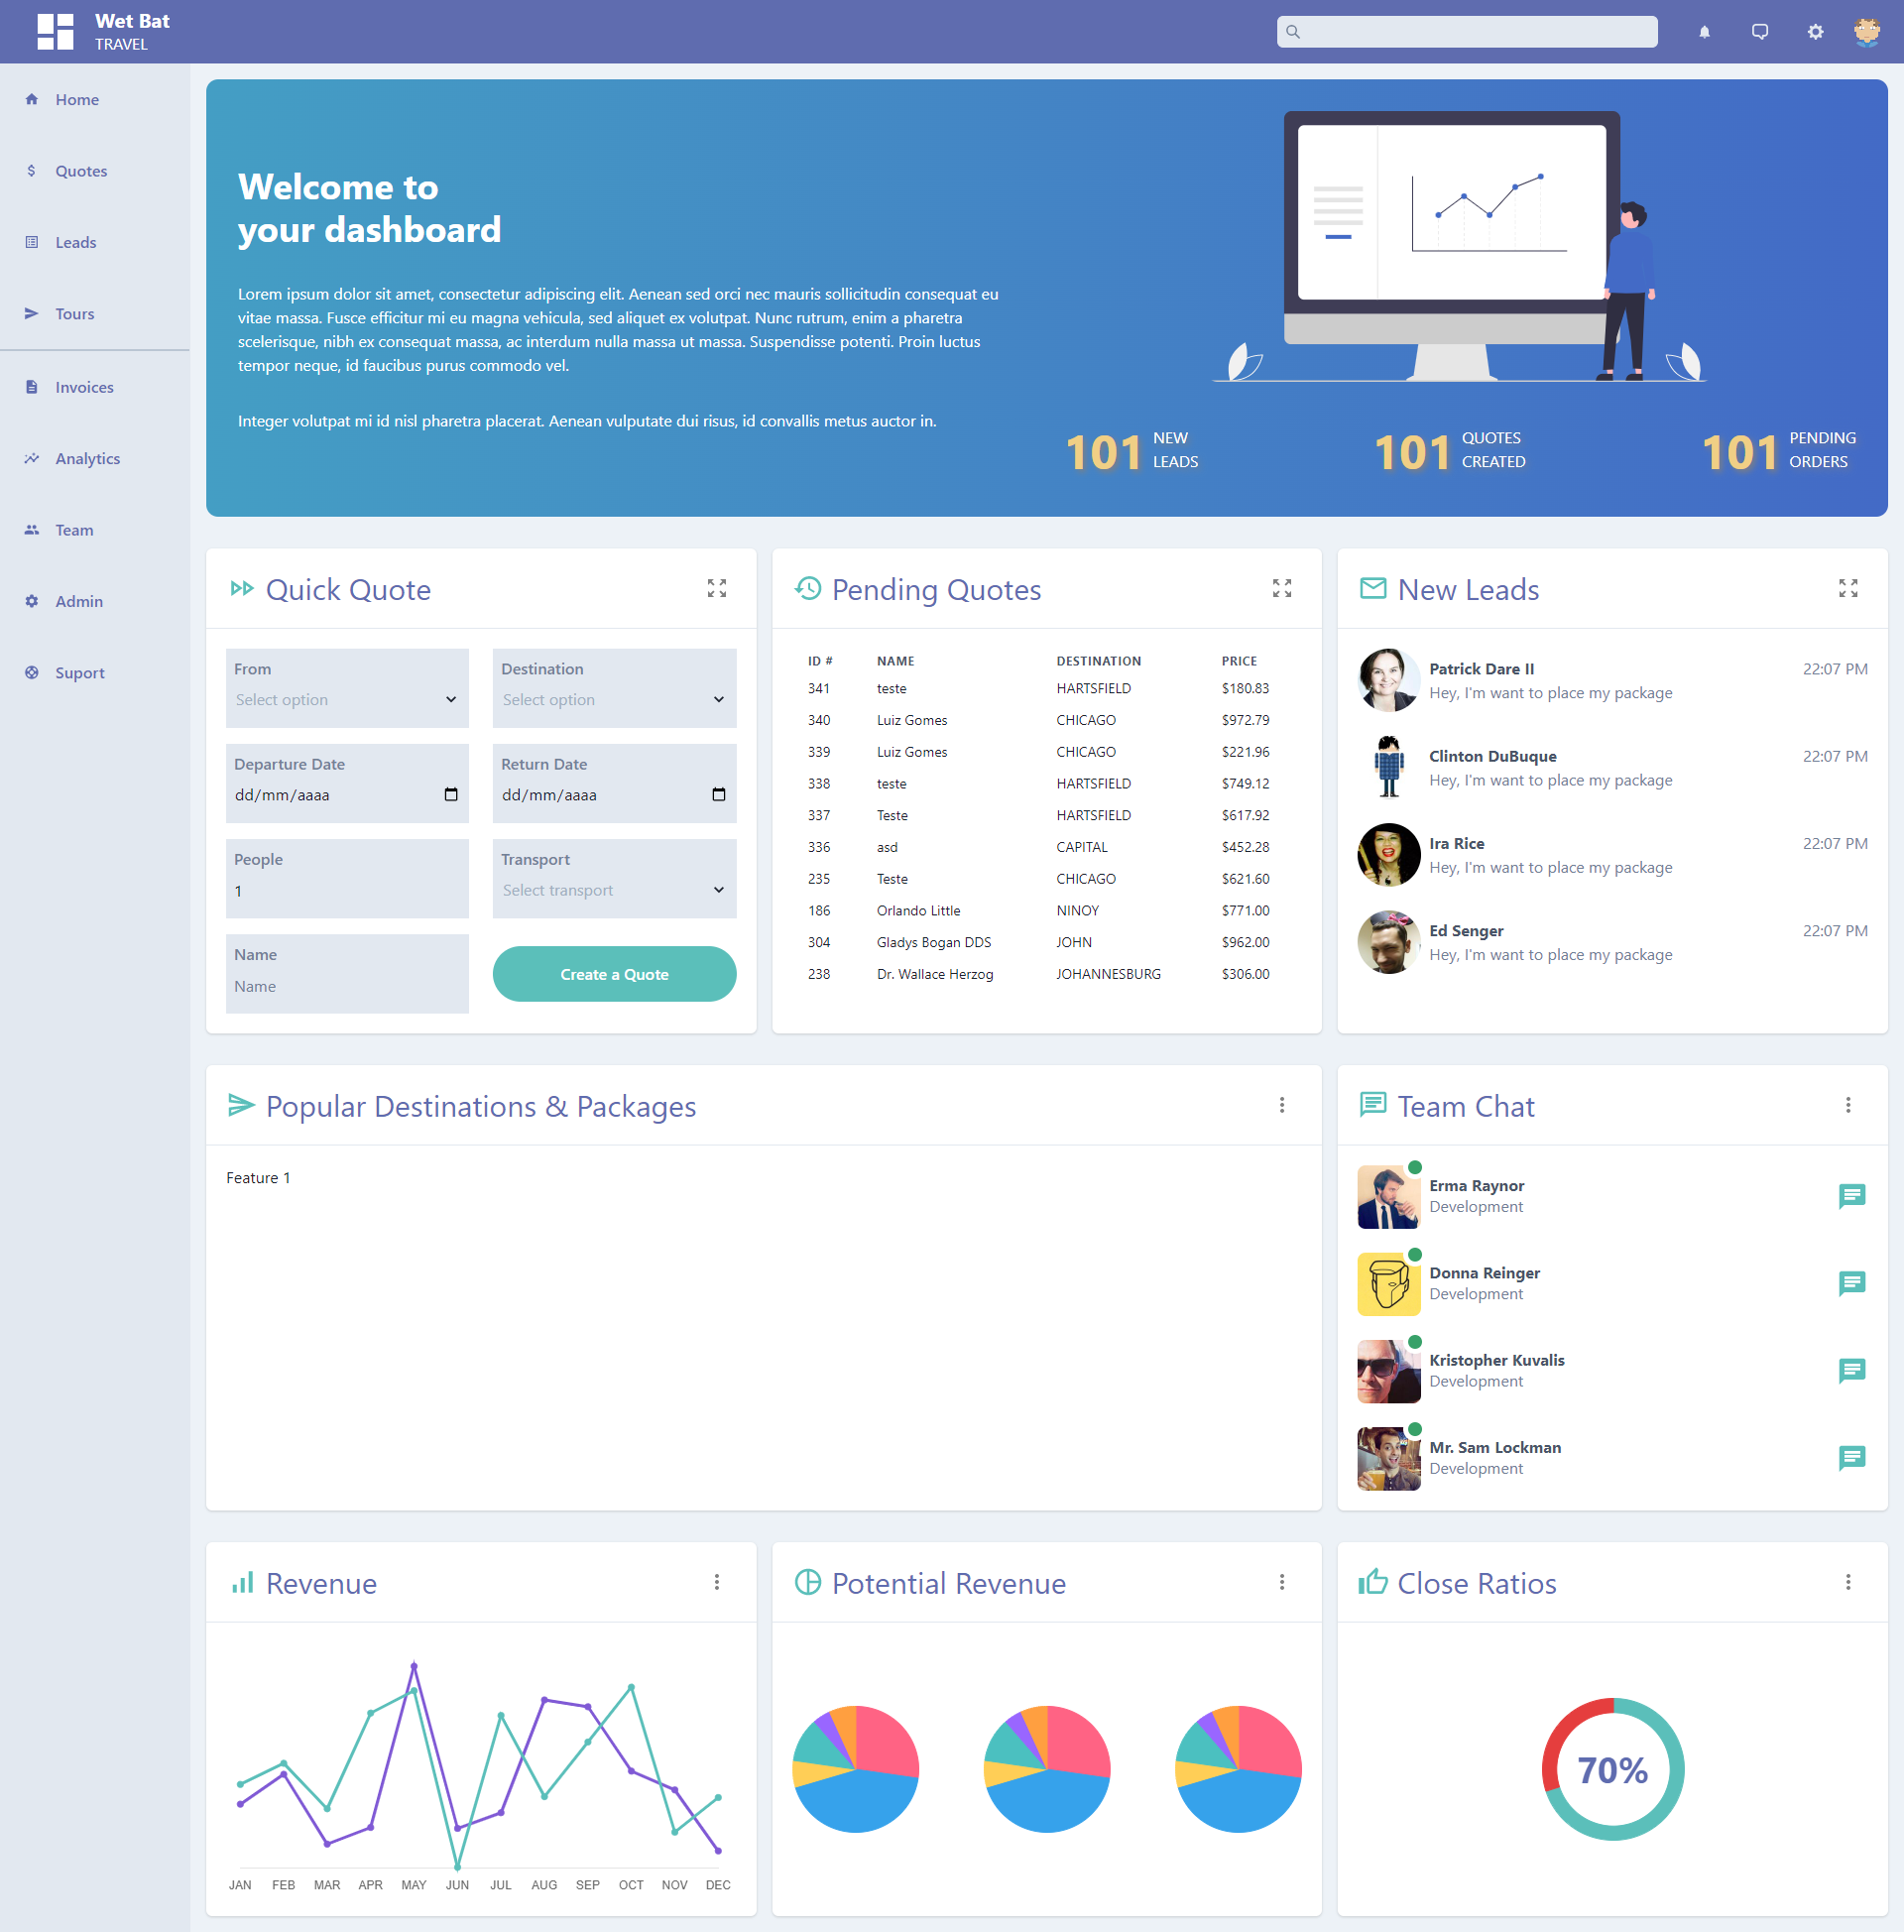 Wet Bat
TRAVEL
Home
Quotes
Leads
Tours
Invoices
Analytics
Team
Admin
Suport
Welcome to
your dashboard
Lorem ipsum dolor sit amet, consectetur adipiscing elit. Aenean sed orci nec mauris sollicitudin consequat eu
vitae massa. Fusce efficitur mi eu magna vehicula, sed aliquet ex volutpat. Nunc rutrum, enim a pharetra
scelerisque, nibh ex consequat massa, ac interdum nulla massa ut massa. Suspendisse potenti. Proin luctus
tempor neque, id faucibus purus commodo vel.
Integer volutpat mi id nisl pharetra placerat. Aenean vulputate dui risus, id convallis metus auctor in.
101 NEW LEADS
101 QUOTES CREATED
101 PENDING ORDERS
Quick Quote
From
Select option
Destination
Select option
Departure Date
dd/mm/aaaa
Return Date
dd/mm/aaaa
People
1
Transport
Select transport
Name
Name
Create a Quote
Pending Quotes
ID # NAME DESTINATION PRICE
341 teste HARTSFIELD $180.83
340 Luiz Gomes CHICAGO $972.79
339 Luiz Gomes CHICAGO $221.96
338 teste HARTSFIELD $749.12
337 Teste HARTSFIELD $617.92
336 asd CAPITAL $452.28
235 Teste CHICAGO $621.60
186 Orlando Little NINOY $771.00
304 Gladys Bogan DDS JOHN $962.00
238 Dr. Wallace Herzog JOHANNESBURG $306.00
New Leads
Patrick Dare II 22:07 PM
Hey, I'm want to place my package
Clinton DuBuque 22:07 PM
Hey, I'm want to place my package
Ira Rice 22:07 PM
Hey, I'm want to place my package
Ed Senger 22:07 PM
Hey, I'm want to place my package
Popular Destinations & Packages
Feature 1
Team Chat
Erma Raynor
Development
Donna Reinger
Development
Kristopher Kuvalis
Development
Mr. Sam Lockman
Development
Revenue
JAN FEB MAR APR MAY JUN JUL AUG SEP OCT NOV DEC
Potential Revenue
Close Ratios
70%